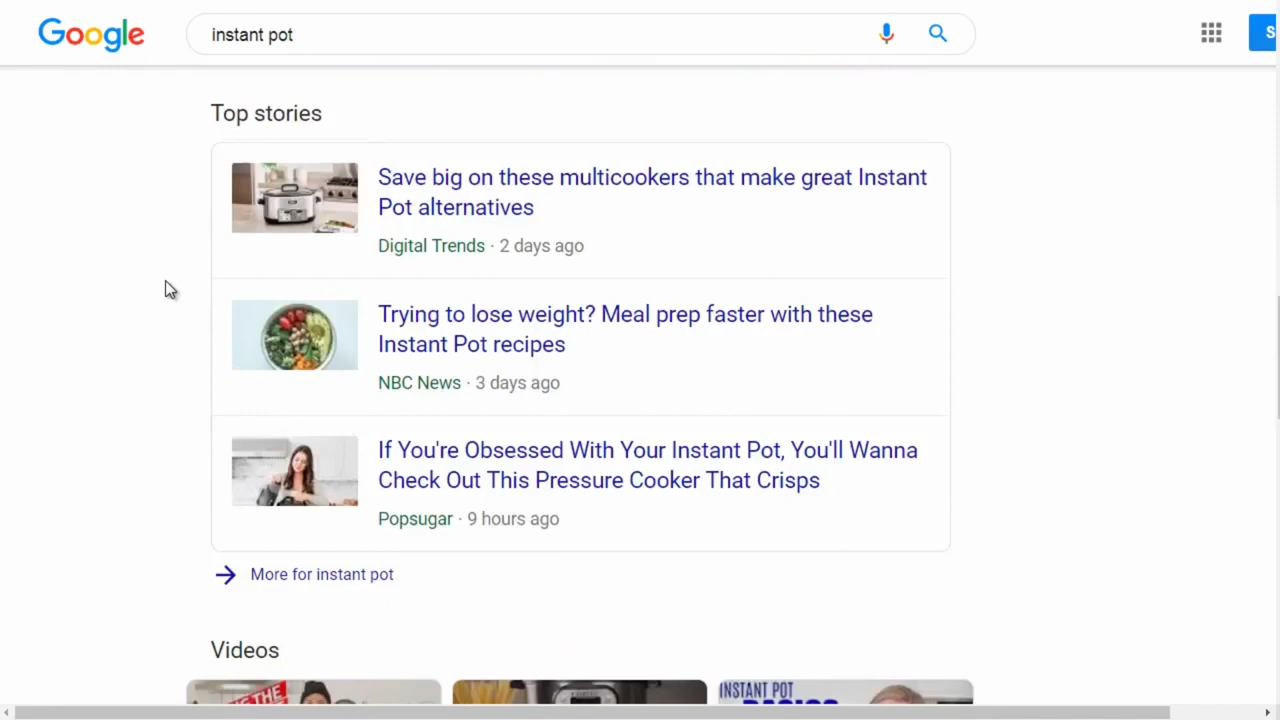 Google
instant pot
S
Top stories
Save big on these multicookers that make great Instant
Pot alternatives
Digital Trends · 2 days ago
Trying to lose weight? Meal prep faster with these
Instant Pot recipes
NBC News · 3 days ago
If You're Obsessed With Your Instant Pot, You'll Wanna
Check Out This Pressure Cooker That Crisps
Popsugar · 9 hours ago
More for instant pot
Videos
THE
INSTANT POT
BASICS